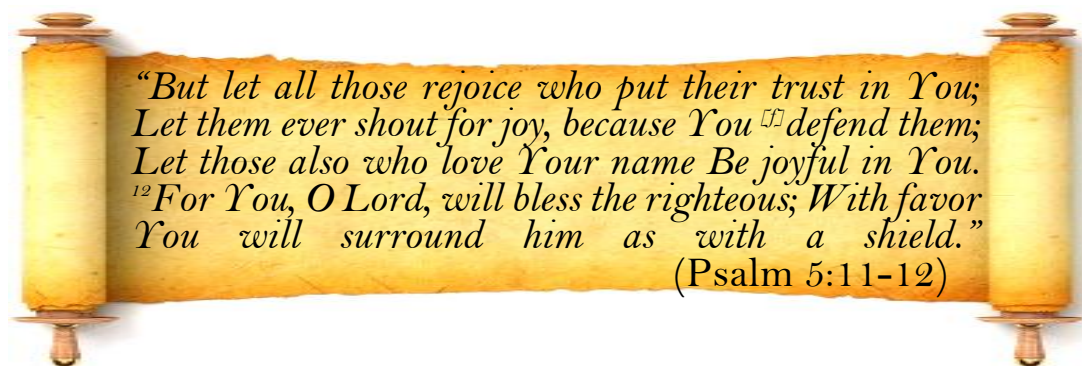 “But let all those rejoice who put their trust in You;
Let them ever shout for joy, because You [f] defend them;
Let those also who love Your name Be joyful in You.
12 For You, O Lord, will bless the righteous; With favor
You will surround him as with a shield.”
(Psalm 5:11-12)